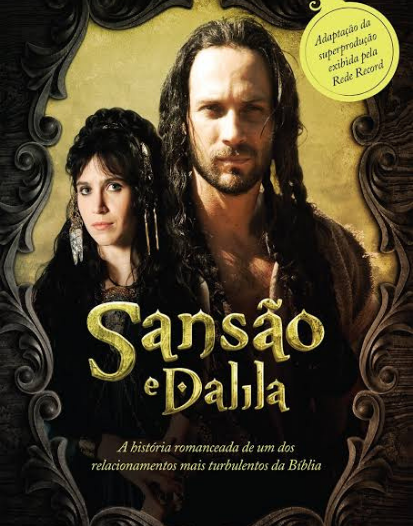 Adaptação da
superprodução
exibida pela
Rede Record
Sansão
e Dalila
A história romanceada de um dos
relacionamentos mais turbulentos da Bíblia